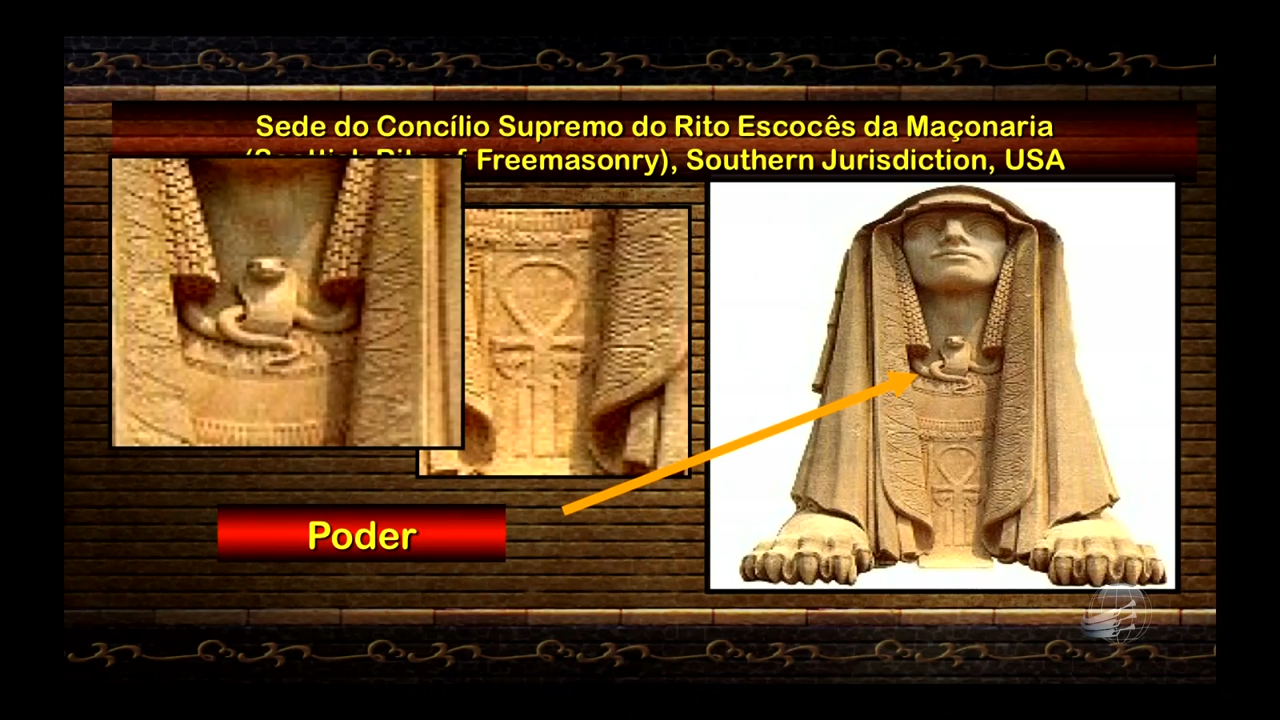 Sede do Concílio Supremo do Rito Escocês da Maçonaria
Freemasonry), Southern Jurisdiction, USA
Poder